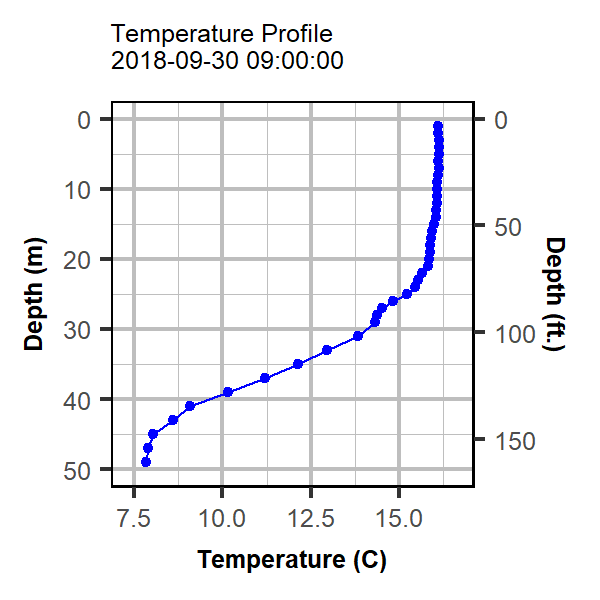 Temperature Profile
2018-09-30 09:00:00
0
10
20
30
40
50
Depth (m)
0
50
100
150
Depth (ft.)
7.5 10.0 12.5 15.0
Temperature (C)